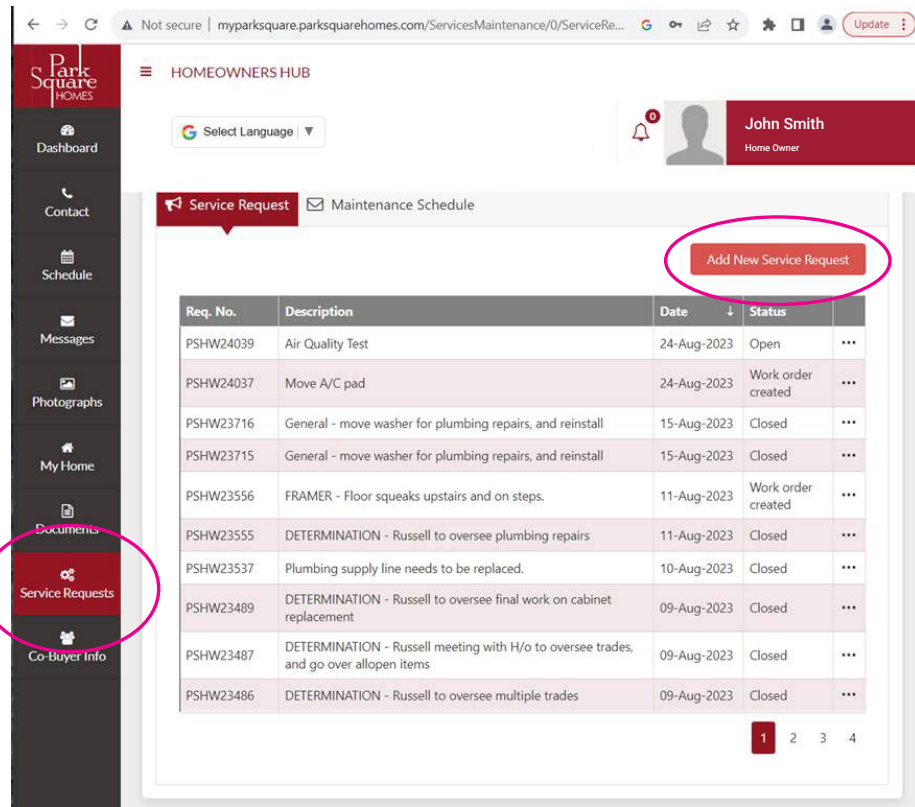 Not secure | myparksquare.parksquarehomes.com/ServicesMaintenance/0/ServiceRe... Update
Park Square HOMES
HOMEOWNERS HUB
Select Language
0
John Smith
Home Owner
Dashboard
Contact
Schedule
Messages
Photographs
My Home
Documents
Service Requests
Co-Buyer Info
Service Request Maintenance Schedule
Add New Service Request
Req. No. Description Date ↓ Status
PSHW24039 Air Quality Test 24-Aug-2023 Open ...
PSHW24037 Move A/C pad 24-Aug-2023 Work order created ...
PSHW23716 General - move washer for plumbing repairs, and reinstall 15-Aug-2023 Closed ...
PSHW23715 General - move washer for plumbing repairs, and reinstall 15-Aug-2023 Closed ...
PSHW23556 FRAMER - Floor squeaks upstairs and on steps. 11-Aug-2023 Work order created ...
PSHW23555 DETERMINATION - Russell to oversee plumbing repairs 11-Aug-2023 Closed ...
PSHW23537 Plumbing supply line needs to be replaced. 10-Aug-2023 Closed ...
PSHW23489 DETERMINATION - Russell to oversee final work on cabinet replacement 09-Aug-2023 Closed ...
PSHW23487 DETERMINATION - Russell meeting with H/o to oversee trades, and go over allopen items 09-Aug-2023 Closed ...
PSHW23486 DETERMINATION - Russell to oversee multiple trades 09-Aug-2023 Closed ...
1 2 3 4